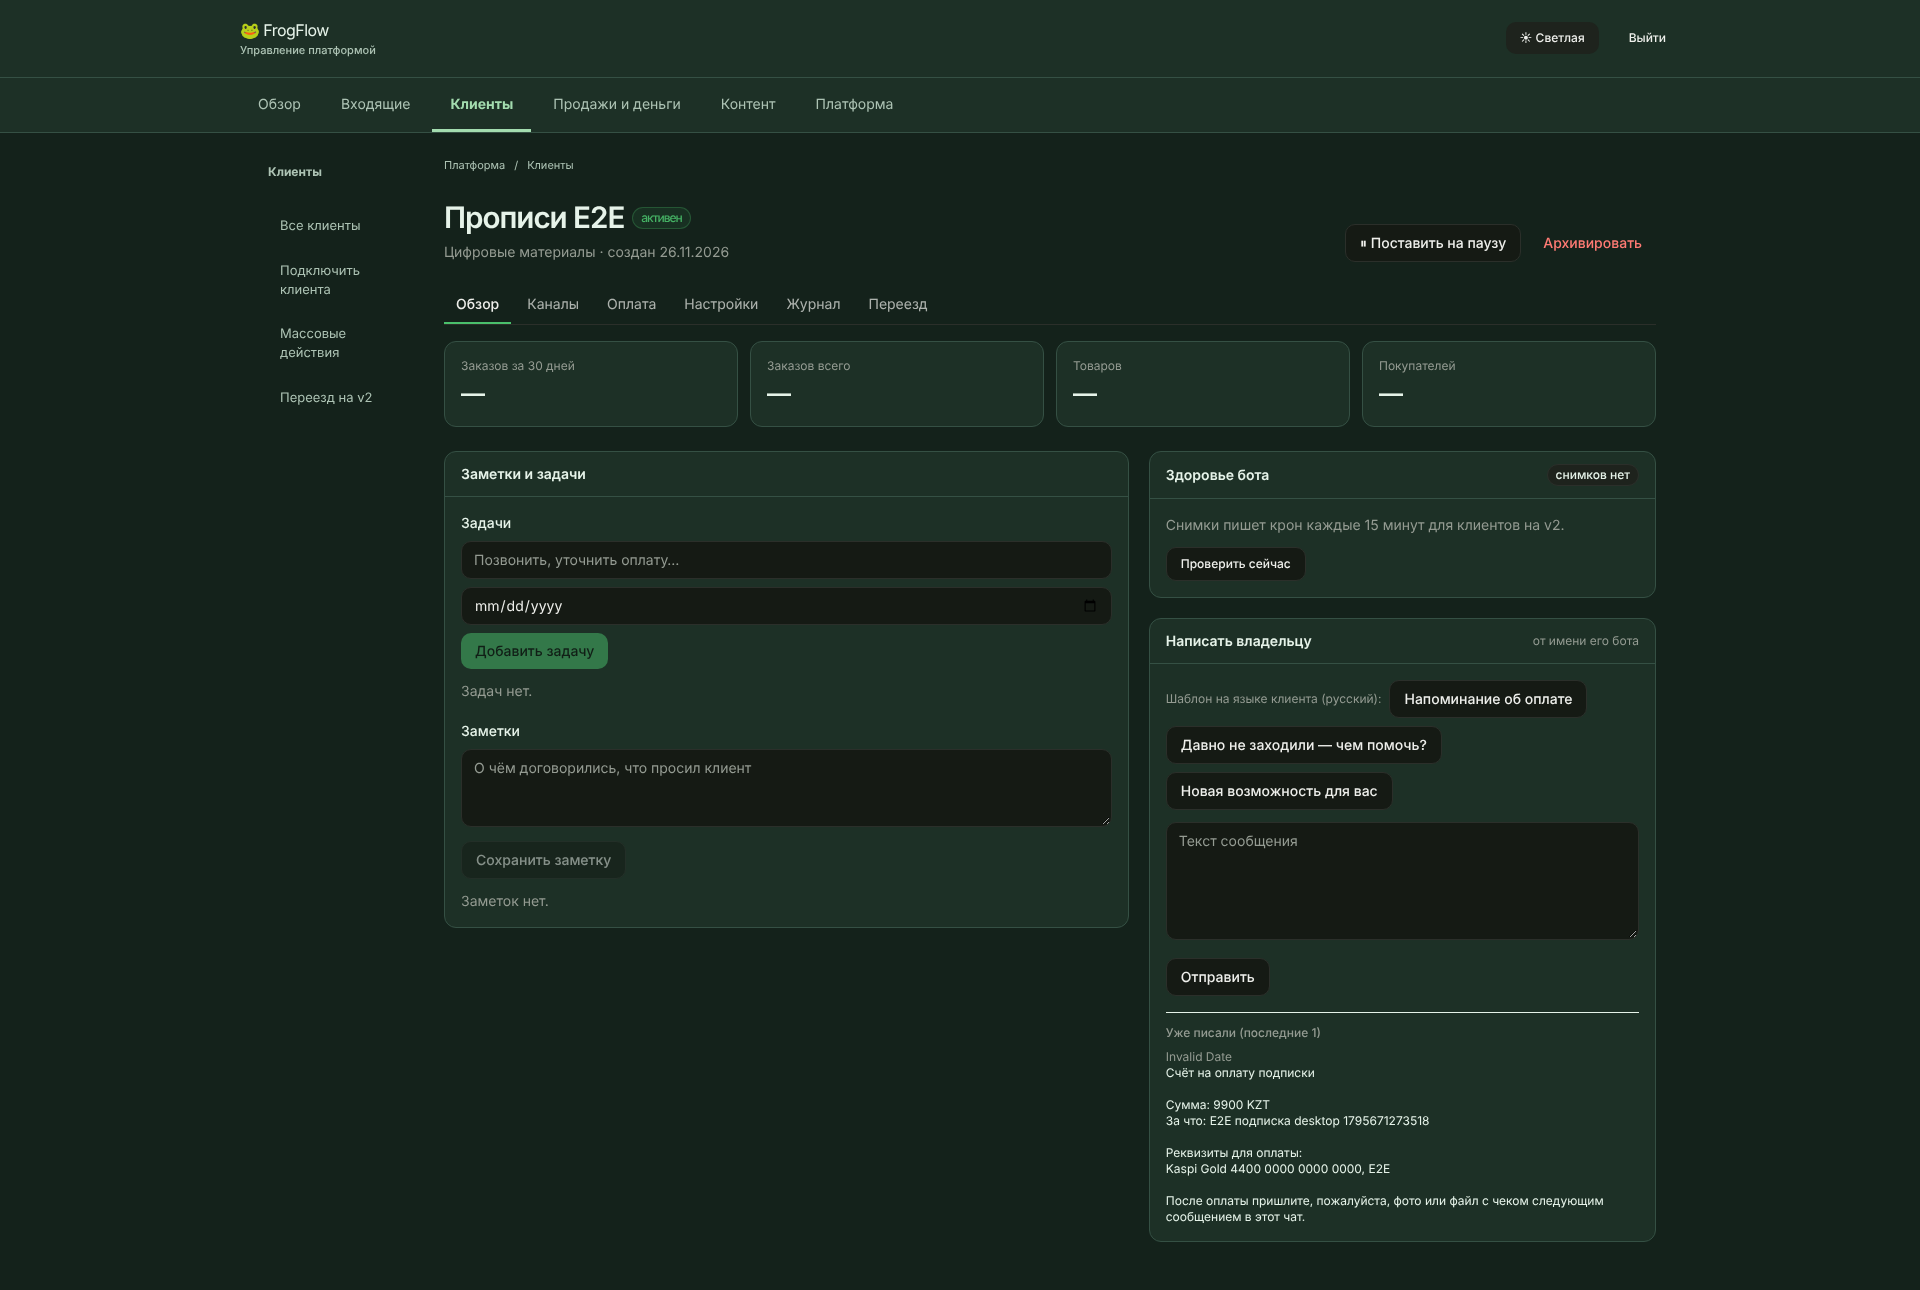 🐸 FrogFlow
Управление платформой
☀ Светлая
Выйти
Обзор
Входящие
Клиенты
Продажи и деньги
Контент
Платформа
Клиенты
Все клиенты
Подключить
клиента
Массовые
действия
Переезд на v2
Платформа / Клиенты
Прописи E2E активен
Цифровые материалы · создан 26.11.2026
⏸ Поставить на паузу
Архивировать
Обзор
Каналы
Оплата
Настройки
Журнал
Переезд
Заказов за 30 дней
—
Заказов всего
—
Товаров
—
Покупателей
—
Заметки и задачи
Задачи
Позвонить, уточнить оплату...
mm/dd/yyyy
Добавить задачу
Задач нет.
Заметки
О чём договорились, что просил клиент
Сохранить заметку
Заметок нет.
Здоровье бота
снимков нет
Снимки пишет крон каждые 15 минут для клиентов на v2.
Проверить сейчас
Написать владельцу
от имени его бота
Шаблон на языке клиента (русский):
Напоминание об оплате
Давно не заходили — чем помочь?
Новая возможность для вас
Текст сообщения
Отправить
Уже писали (последние 1)
Invalid Date
Счёт на оплату подписки
Сумма: 9900 KZT
За что: E2E подписка desktop 1795671273518
Реквизиты для оплаты:
Kaspi Gold 4400 0000 0000 0000, E2E
После оплаты пришлите, пожалуйста, фото или файл с чеком следующим
сообщением в этот чат.